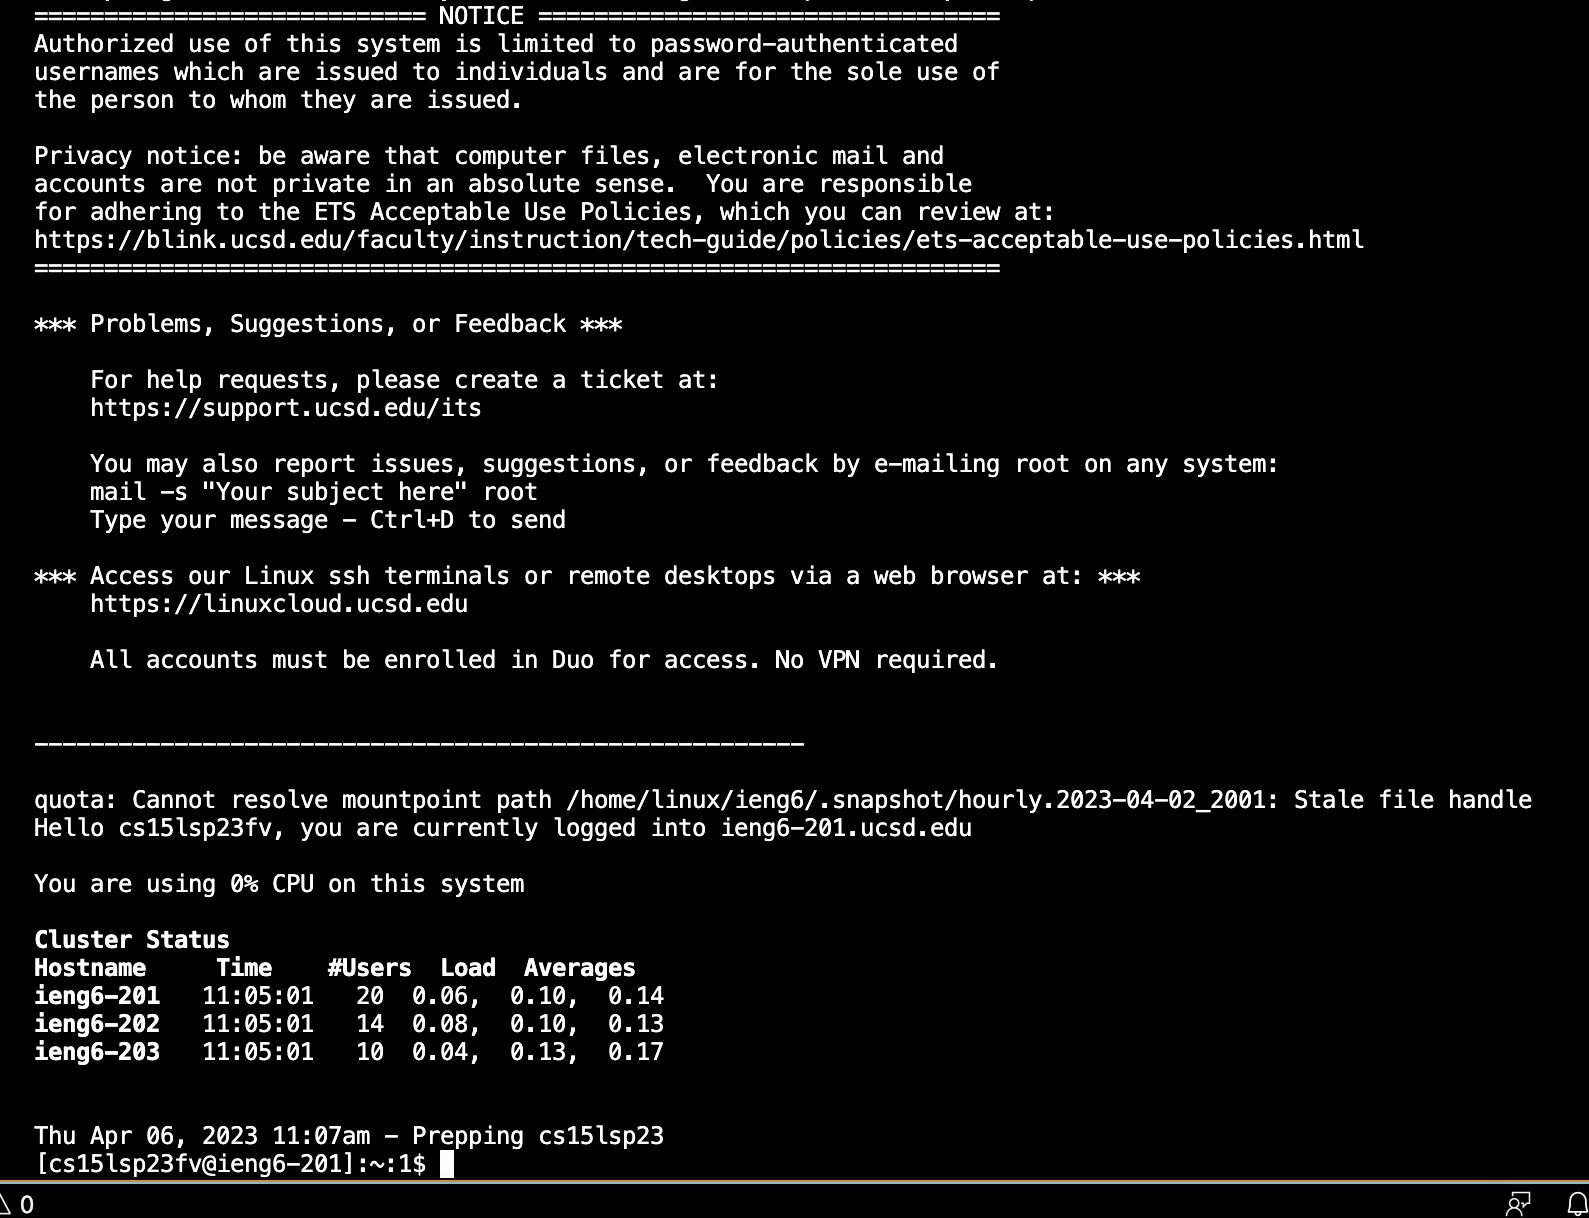 ============================ NOTICE =================================
Authorized use of this system is limited to password-authenticated
usernames which are issued to individuals and are for the sole use of
the person to whom they are issued.
Privacy notice: be aware that computer files, electronic mail and
accounts are not private in an absolute sense.  You are responsible
for adhering to the ETS Acceptable Use Policies, which you can review at:
https://blink.ucsd.edu/faculty/instruction/tech-guide/policies/ets-acceptable-use-policies.html
=====================================================================
*** Problems, Suggestions, or Feedback ***
For help requests, please create a ticket at:
https://support.ucsd.edu/its
You may also report issues, suggestions, or feedback by e-mailing root on any system:
mail -s "Your subject here" root
Type your message - Ctrl+D to send
*** Access our Linux ssh terminals or remote desktops via a web browser at: ***
https://linuxcloud.ucsd.edu
All accounts must be enrolled in Duo for access. No VPN required.
-------------------------------------------------------
quota: Cannot resolve mountpoint path /home/linux/ieng6/.snapshot/hourly.2023-04-02_2001: Stale file handle
Hello cs15lsp23fv, you are currently logged into ieng6-201.ucsd.edu
You are using 0% CPU on this system
Cluster Status
Hostname     Time    #Users  Load  Averages
ieng6-201   11:05:01   20  0.06,  0.10,  0.14
ieng6-202   11:05:01   14  0.08,  0.10,  0.13
ieng6-203   11:05:01   10  0.04,  0.13,  0.17
Thu Apr 06, 2023 11:07am - Prepping cs15lsp23
[cs15lsp23fv@ieng6-201]:~:1$
0